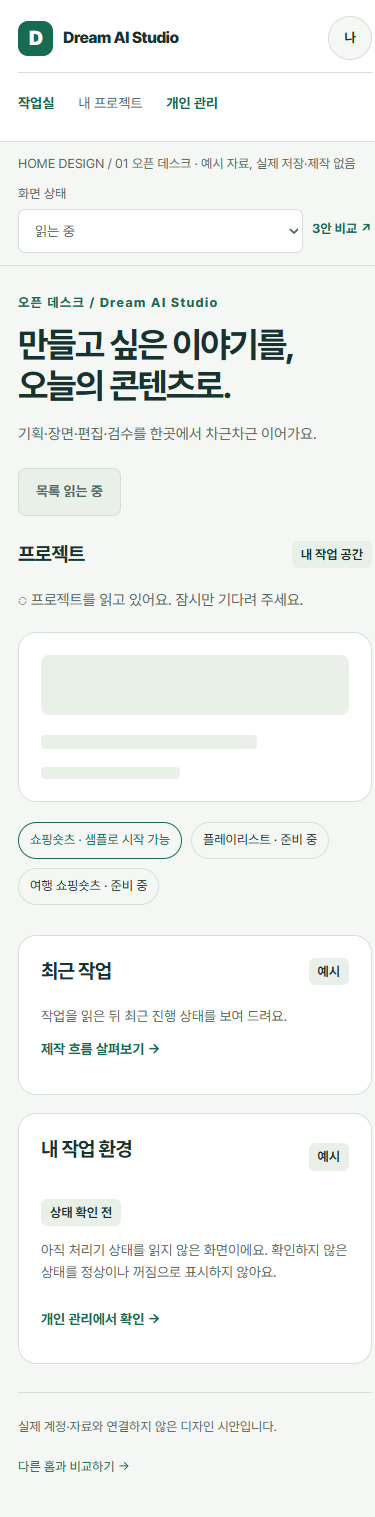 D Dream AI Studio 나
작업실 내 프로젝트 개인 관리
HOME DESIGN / 01 오픈 데스크 · 예시 자료, 실제 저장·제작 없음
화면 상태
읽는 중 3안 비교 ↗
오픈 데스크 / Dream AI Studio
만들고 싶은 이야기를,
오늘의 콘텐츠로.
기획·장면·편집·검수를 한곳에서 차근차근 이어가요.
목록 읽는 중
프로젝트 내 작업 공간
◌ 프로젝트를 읽고 있어요. 잠시만 기다려 주세요.
쇼핑숏츠 · 샘플로 시작 가능 플레이리스트 · 준비 중
여행 쇼핑숏츠 · 준비 중
최근 작업 예시
작업을 읽은 뒤 최근 진행 상태를 보여 드려요.
제작 흐름 살펴보기 →
내 작업 환경 예시
상태 확인 전
아직 처리기 상태를 읽지 않은 화면이에요. 확인하지 않은
상태를 정상이나 꺼짐으로 표시하지 않아요.
개인 관리에서 확인 →
실제 계정·자료와 연결하지 않은 디자인 시안입니다.
다른 홈과 비교하기 →